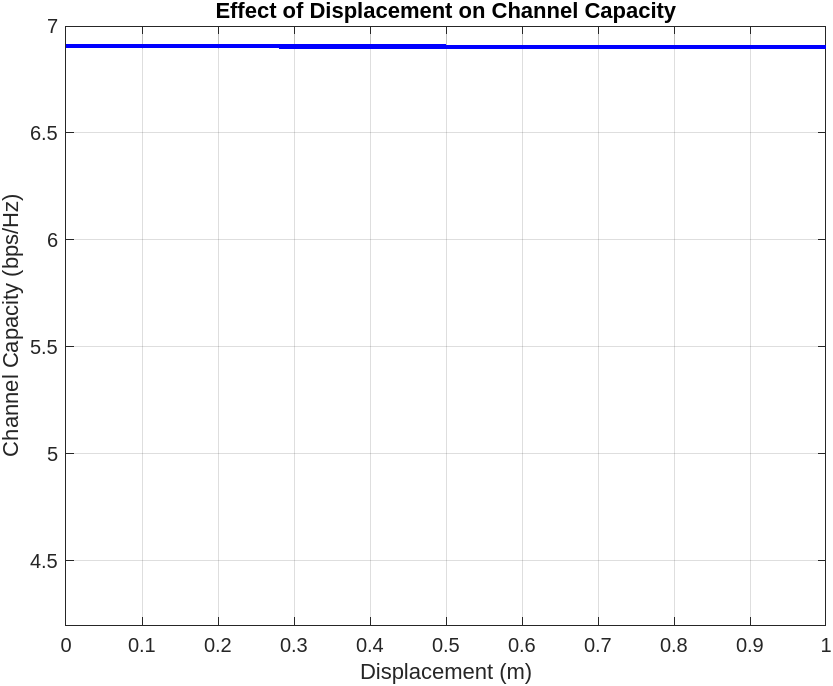 Effect of Displacement on Channel Capacity
7
6.5
6
5.5
5
4.5
Channel Capacity (bps/Hz)
0 0.1 0.2 0.3 0.4 0.5 0.6 0.7 0.8 0.9 1
Displacement (m)